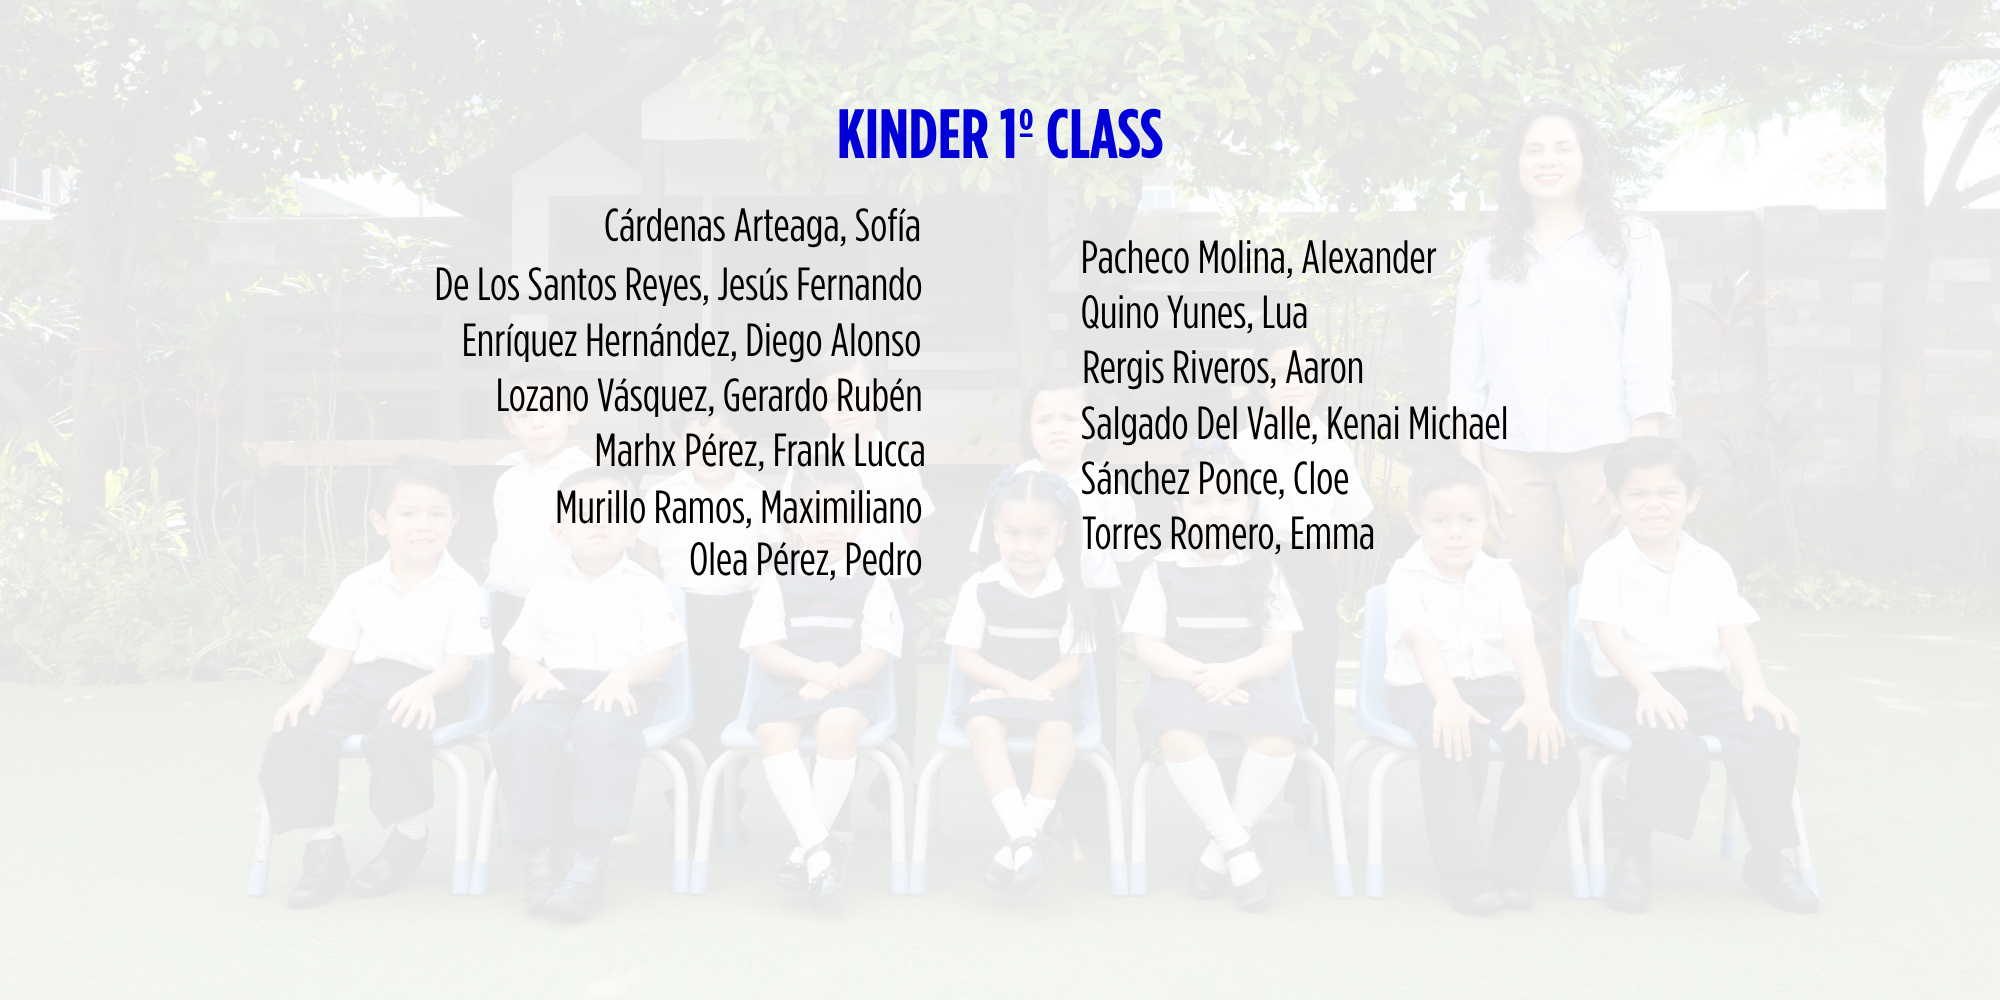 KINDER 1º CLASS
Cárdenas Arteaga, Sofía
De Los Santos Reyes, Jesús Fernando
Enríquez Hernández, Diego Alonso
Lozano Vásquez, Gerardo Rubén
Marhx Pérez, Frank Lucca
Murillo Ramos, Maximiliano
Olea Pérez, Pedro
Pacheco Molina, Alexander
Quino Yunes, Lua
Rergis Riveros, Aaron
Salgado Del Valle, Kenai Michael
Sánchez Ponce, Cloe
Torres Romero, Emma